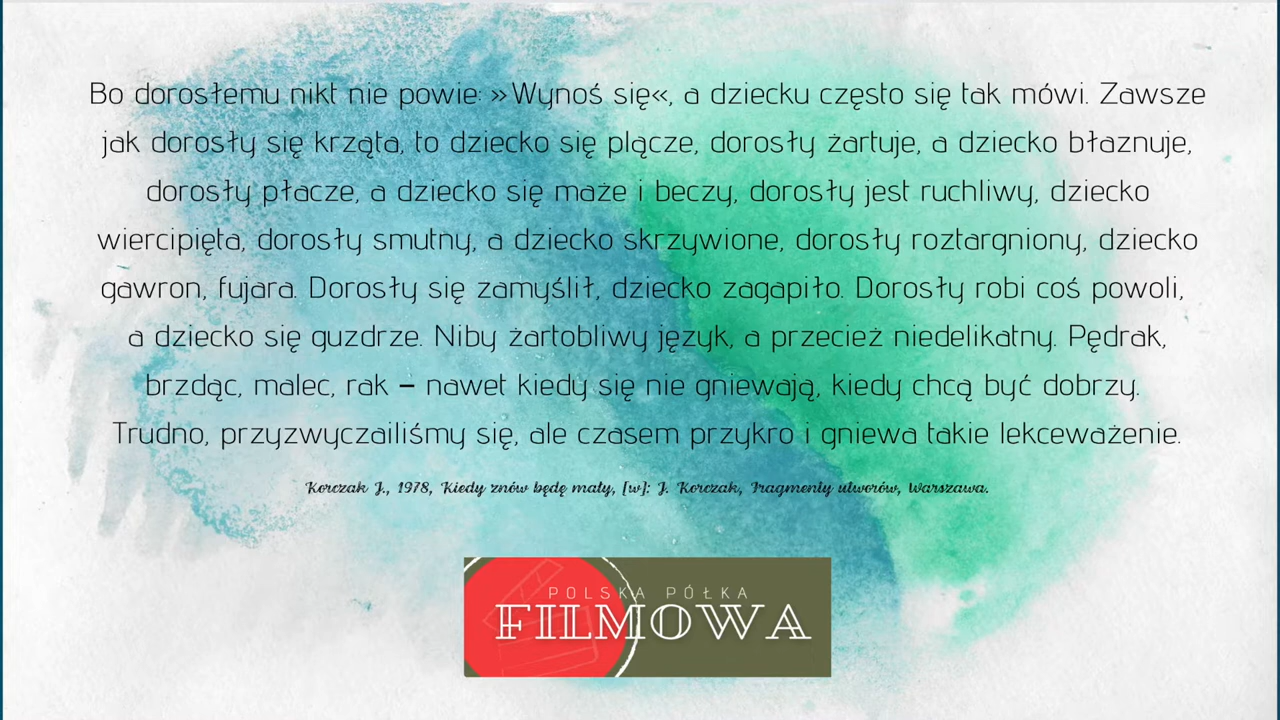 Bo dorosłemu nikt nie powie: »Wynoś się«, a dziecku często się tak mówi. Zawsze
jak dorosły się krząta, to dziecko się plącze, dorosły żartuje, a dziecko błaznuje,
dorosły płacze, a dziecko się maże i beczy, dorosły jest ruchliwy, dziecko
wiercipięta, dorosły smutny, a dziecko skrzywione, dorosły roztargniony, dziecko
gawron, fujara. Dorosły się zamyślił, dziecko zagapiło. Dorosły robi coś powoli,
a dziecko się guzdrze. Niby żartobliwy język, a przecież niedelikatny. Pędrak,
brzdąc, malec, rak – nawet kiedy się nie gniewają, kiedy chcą być dobrzy.
Trudno, przyzwyczailiśmy się, ale czasem przykro i gniewa takie lekceważenie.
Korczak J., 1978, Kiedy znów będę mały, [w]: J. Korczak, Fragmenty utworów, Warszawa.
POLSKA PÓŁKA
FILMOWA